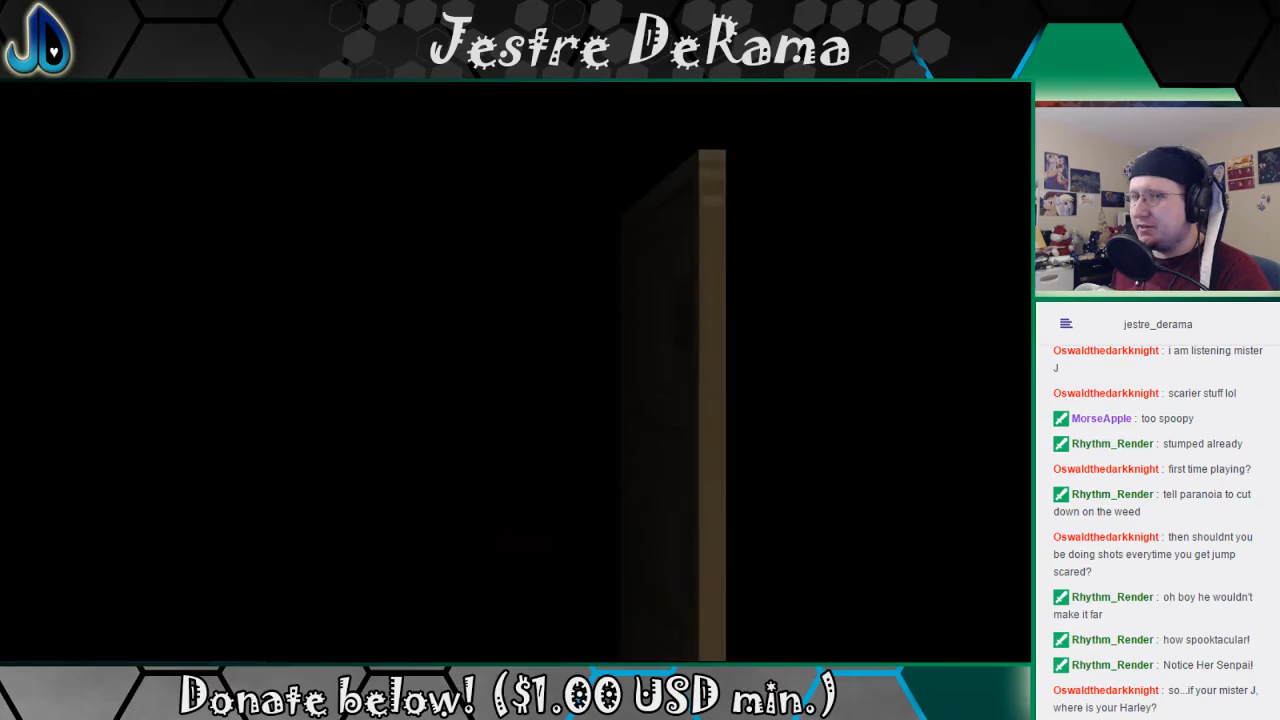 JD
Jestre DeRama
jestre_derama
Oswaldthedarkknight : i am listening mister
J
Oswaldthedarkknight : scarier stuff lol
MorseApple : too spoopy
Rhythm_Render : stumped already
Oswaldthedarkknight : first time playing?
Rhythm_Render : tell paranoia to cut
down on the weed
Oswaldthedarkknight : then shouldnt you
be doing shots everytime you get jump
scared?
Rhythm_Render : oh boy he wouldn't
make it far
Rhythm_Render : how spooktacular!
Rhythm_Render : Notice Her Senpai!
Oswaldthedarkknight : so...if your mister J,
where is your Harley?
Donate below! ($1.00 USD min.)